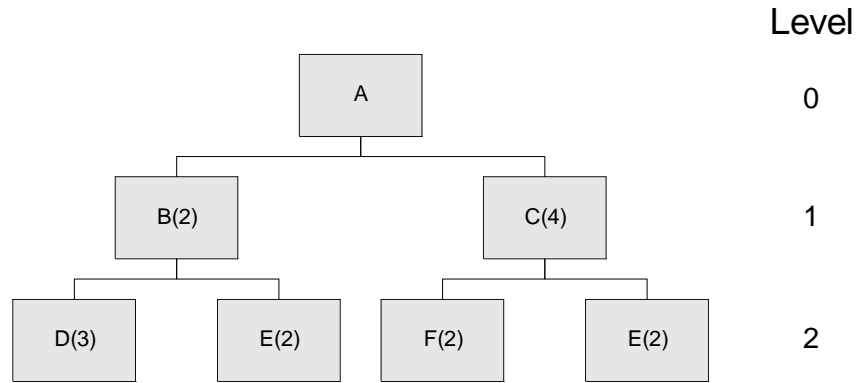 Level
A
0
B(2)
C(4)
1
D(3)
E(2)
F(2)
E(2)
2